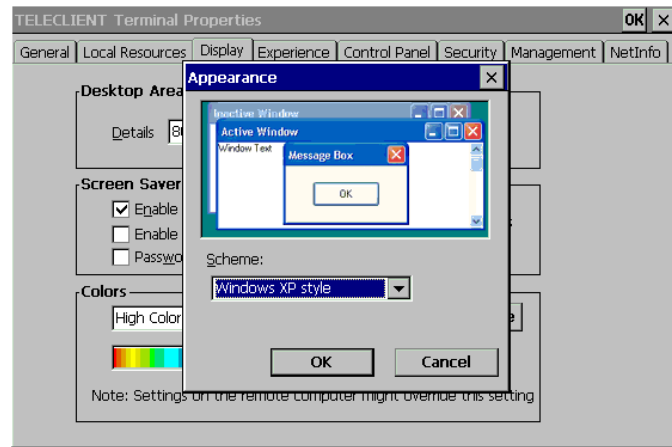 TELECLIENT Terminal Properties OK
General Local Resources Display Experience Control Panel Security Management NetInfo
Appearance
Desktop Area
Details
Inactive Window
Active Window
Window Text
Message Box
OK
Screen Saver
Enable
Enable
Passwo
Scheme:
Windows XP style
Colors
High Color
OK Cancel
Note: Settings on the remote computer might override this setting